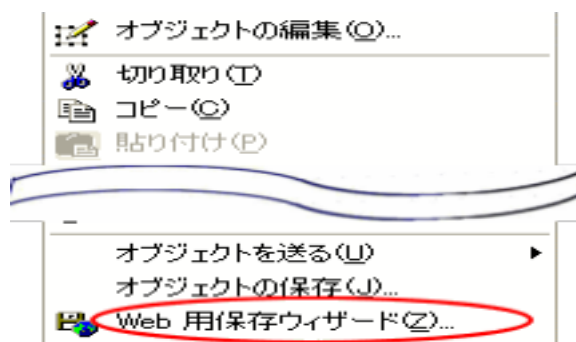 オブジェクトの編集(O)...
切り取り(T)
コピー(C)
貼り付け(P)
オブジェクトを送る(U)
オブジェクトの保存(J)...
Web 用保存ウィザード(Z)...